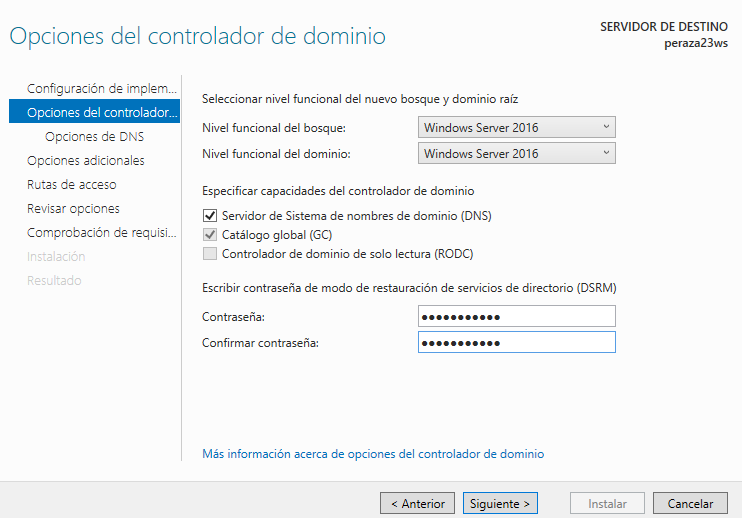 Opciones del controlador de dominio
SERVIDOR DE DESTINO
peraza23ws
Configuración de implem...
Opciones del controlador...
Opciones de DNS
Opciones adicionales
Rutas de acceso
Revisar opciones
Comprobación de requisi...
Instalación
Resultado
Seleccionar nivel funcional del nuevo bosque y dominio raíz
Nivel funcional del bosque: Windows Server 2016
Nivel funcional del dominio: Windows Server 2016
Especificar capacidades del controlador de dominio
Servidor de Sistema de nombres de dominio (DNS)
Catálogo global (GC)
Controlador de dominio de solo lectura (RODC)
Escribir contraseña de modo de restauración de servicios de directorio (DSRM)
Contraseña: ●●●●●●●●●●●
Confirmar contraseña: ●●●●●●●●●●●
Más información acerca de opciones del controlador de dominio
< Anterior
Siguiente >
Instalar
Cancelar